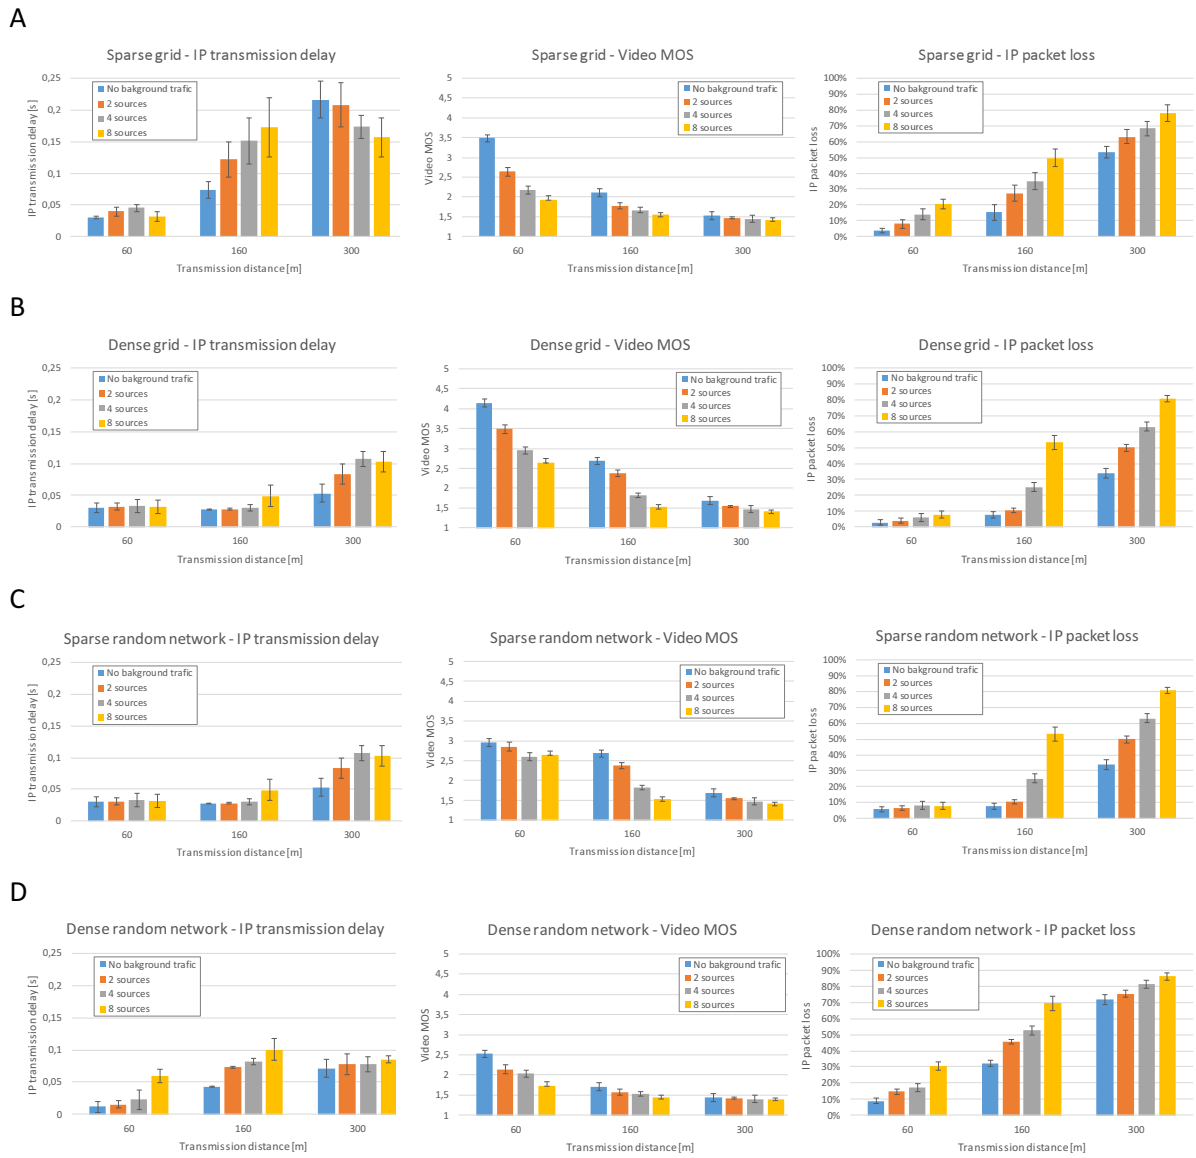 A
Sparse grid - IP transmission delay
IP transmission delay [s]
0,25
0,2
0,15
0,1
0,05
0
No background trafic
2 sources
4 sources
8 sources
60
160
300
Transmission distance [m]
Sparse grid - Video MOS
Video MOS
5
4,5
4
3,5
3
2,5
2
1,5
1
No background trafic
2 sources
4 sources
8 sources
60
160
300
Transmission distance [m]
Sparse grid - IP packet loss
IP packet loss
100%
90%
80%
70%
60%
50%
40%
30%
20%
10%
0%
No bakground trafic
2 sources
4 sources
8 sources
60
160
300
Transmission distance [m]
B
Dense grid - IP transmission delay
IP transmission delay [s]
0,25
0,2
0,15
0,1
0,05
0
No bakground trafic
2 sources
4 sources
8 sources
60
160
300
Transmission distance [m]
Dense grid - Video MOS
Video MOS
5
4,5
4
3,5
3
2,5
2
1,5
1
No bakground trafic
2 sources
4 sources
8 sources
60
160
300
Transmission distance [m]
Dense grid - IP packet loss
IP packet loss
100%
90%
80%
70%
60%
50%
40%
30%
20%
10%
0%
No bakground trafic
2 sources
4 sources
8 sources
60
160
300
Transmission distance [m]
C
Sparse random network - IP transmission delay
IP transmission delay [s]
0,25
0,2
0,15
0,1
0,05
0
No bakground trafic
2 sources
4 sources
8 sources
60
160
300
Transmission distance [m]
Sparse random network - Video MOS
Video MOS
5
4,5
4
3,5
3
2,5
2
1,5
1
No bakground trafic
2 sources
4 sources
8 sources
60
160
300
Transmission distance [m]
Sparse random network - IP packet loss
IP packet loss
100%
90%
80%
70%
60%
50%
40%
30%
20%
10%
0%
No bakground trafic
2 sources
4 sources
8 sources
60
160
300
Transmission distance [m]
D
Dense random network - IP transmission delay
IP transmission delay [s]
0,25
0,2
0,15
0,1
0,05
0
No bakground trafic
2 sources
4 sources
8 sources
60
160
300
Transmission distance [m]
Dense random network - Video MOS
Video MOS
5
4,5
4
3,5
3
2,5
2
1,5
1
No bakground trafic
2 sources
4 sources
8 sources
60
160
300
Transmission distance [m]
Dense random network - IP packet loss
IP packet loss
100%
90%
80%
70%
60%
50%
40%
30%
20%
10%
0%
No bakground trafic
2 sources
4 sources
8 sources
60
160
300
Transmission distance [m]